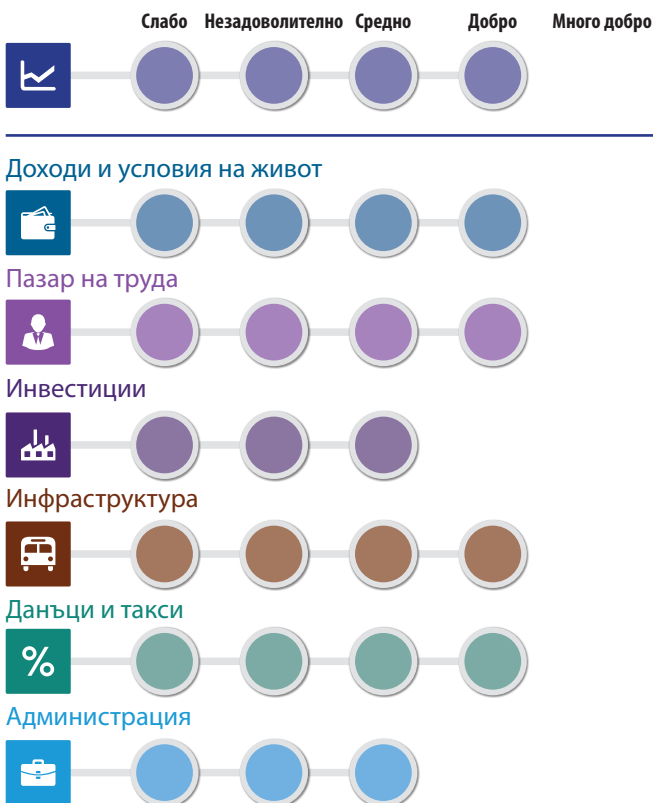 Слабо Незадоволително Средно Добро Много добро
Доходи и условия на живот
Пазар на труда
Инвестиции
Инфраструктура
Данъци и такси
%
Администрация